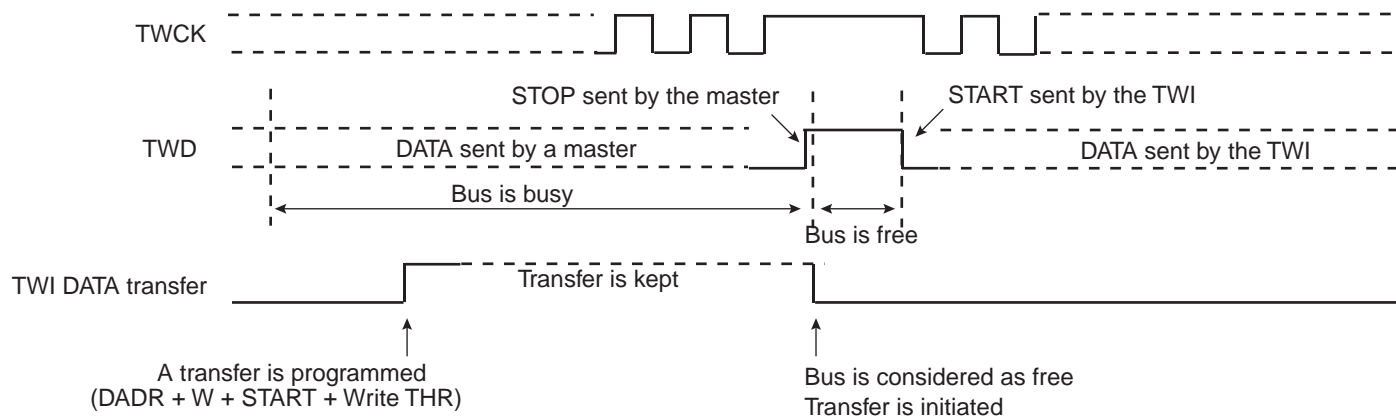 TWCK
STOP sent by the master
START sent by the TWI
TWD
DATA sent by a master
DATA sent by the TWI
Bus is busy
Bus is free
TWI DATA transfer
Transfer is kept
A transfer is programmed
(DADR + W + START + Write THR)
Bus is considered as free
Transfer is initiated